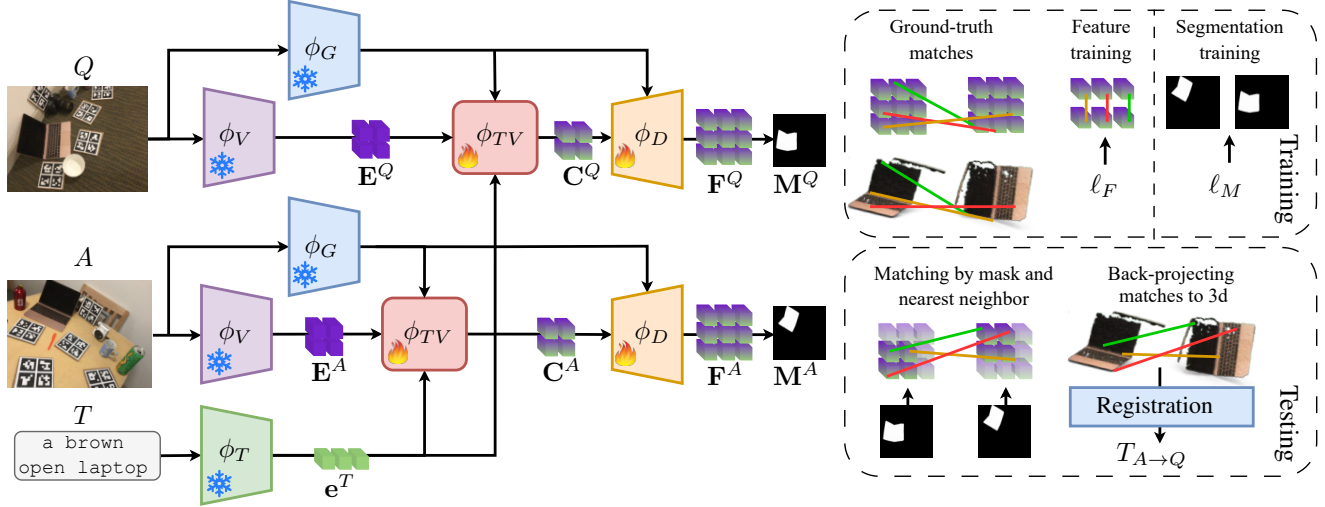 Q
ϕ_G
ϕ_V
E^Q
ϕ_TV
C^Q
ϕ_D
F^Q
M^Q
A
ϕ_G
ϕ_V
E^A
ϕ_TV
C^A
ϕ_D
F^A
M^A
T
a brown
open laptop
ϕ_T
e^T
Ground-truth
matches
Feature
training
Segmentation
training
ℓ_F
ℓ_M
Training
Matching by mask and
nearest neighbor
Back-projecting
matches to 3d
Registration
T_{A→Q}
Testing